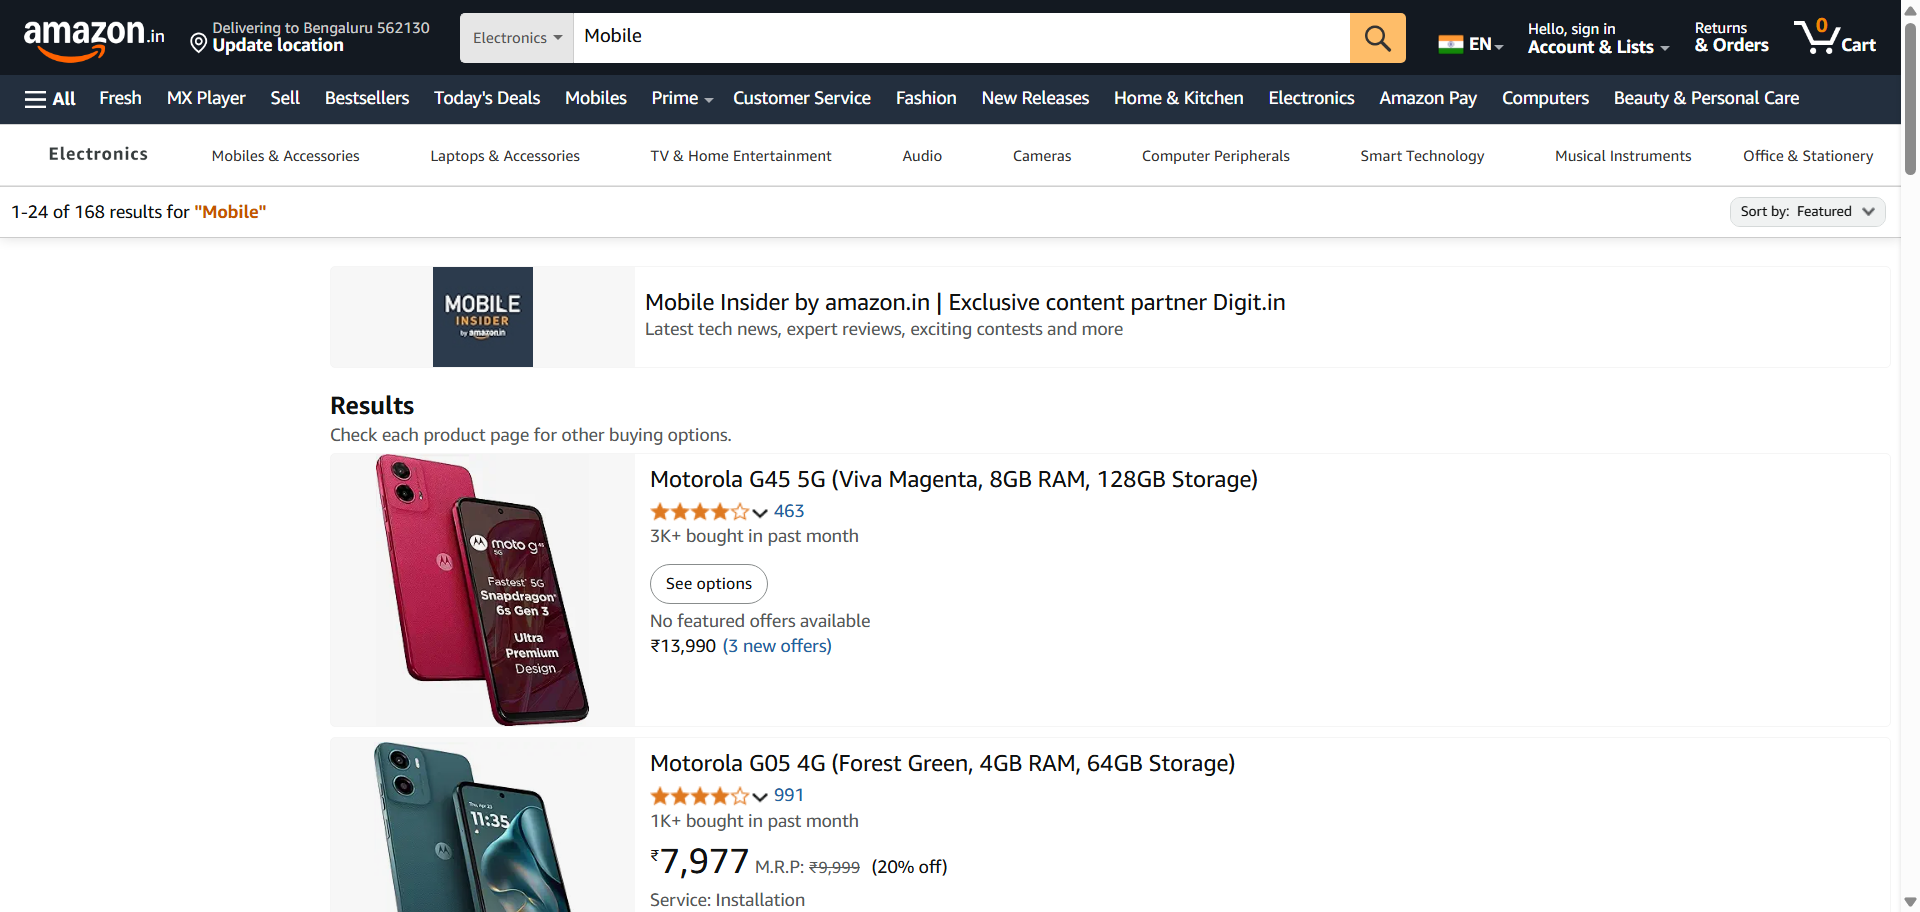 amazon.in
Delivering to Bengaluru 562130
Update location
Electronics
Mobile
EN
Hello, sign in
Account & Lists
Returns
& Orders
0
Cart
All Fresh MX Player Sell Bestsellers Today's Deals Mobiles Prime Customer Service Fashion New Releases Home & Kitchen Electronics Amazon Pay Computers Beauty & Personal Care
Electronics Mobiles & Accessories Laptops & Accessories TV & Home Entertainment Audio Cameras Computer Peripherals Smart Technology Musical Instruments Office & Stationery
1-24 of 168 results for "Mobile"
Sort by: Featured
MOBILE
INSIDER
by amazon.in
Mobile Insider by amazon.in | Exclusive content partner Digit.in
Latest tech news, expert reviews, exciting contests and more
Results
Check each product page for other buying options.
moto g45
5G
Fastest* 5G
Snapdragon*
6s Gen 3
Ultra
Premium
Design
Motorola G45 5G (Viva Magenta, 8GB RAM, 128GB Storage)
463
3K+ bought in past month
See options
No featured offers available
₹13,990 (3 new offers)
11:35
Motorola G05 4G (Forest Green, 4GB RAM, 64GB Storage)
991
1K+ bought in past month
₹7,977 M.R.P: ₹9,999 (20% off)
Service: Installation